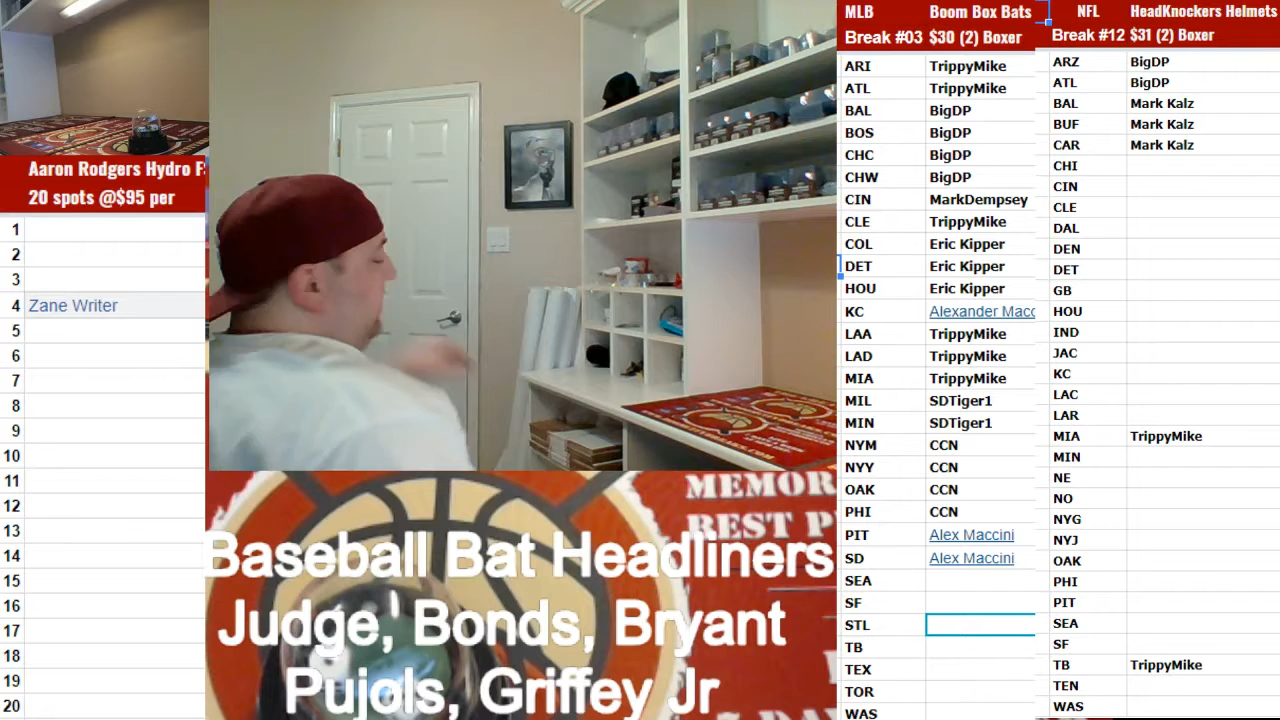 Aaron Rodgers Hydro F
20 spots @$95 per
1
2
3
4 Zane Writer
5
6
7
8
9
10
11
12
13
14
15
16
17
18
19
20
MEMOR
REST P
Baseball Bat Headliners
Judge, Bonds, Bryant
Pujols, Griffey Jr
MLB Boom Box Bats
Break #03 $30 (2) Boxer
ARI TrippyMike
ATL TrippyMike
BAL BigDP
BOS BigDP
CHC BigDP
CHW BigDP
CIN MarkDempsey
CLE TrippyMike
COL Eric Kipper
DET Eric Kipper
HOU Eric Kipper
KC Alexander Macc
LAA TrippyMike
LAD TrippyMike
MIA TrippyMike
MIL SDTiger1
MIN SDTiger1
NYM CCN
NYY CCN
OAK CCN
PHI CCN
PIT Alex Maccini
SD Alex Maccini
SEA
SF
STL
TB
TEX
TOR
WAS
NFL HeadKnockers Helmets
Break #12 $31 (2) Boxer
ARZ BigDP
ATL BigDP
BAL Mark Kalz
BUF Mark Kalz
CAR Mark Kalz
CHI
CIN
CLE
DAL
DEN
DET
GB
HOU
IND
JAC
KC
LAC
LAR
MIA TrippyMike
MIN
NE
NO
NYG
NYJ
OAK
PHI
PIT
SEA
SF
TB TrippyMike
TEN
WAS